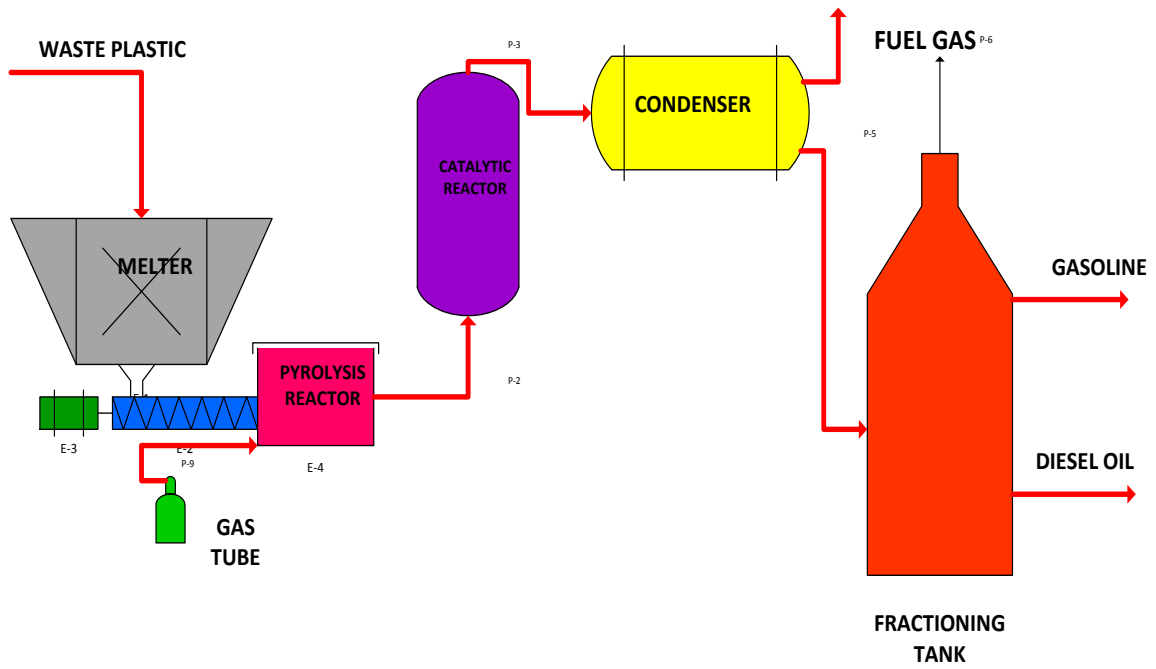 WASTE PLASTIC
P-3
FUEL GAS P-6
CONDENSER
P-5
CATALYTIC
REACTOR
MELTER
GASOLINE
PYROLYSIS
REACTOR
P-2
E-1
E-3
E-2
P-9
E-4
DIESEL OIL
GAS
TUBE
FRACTIONING
TANK